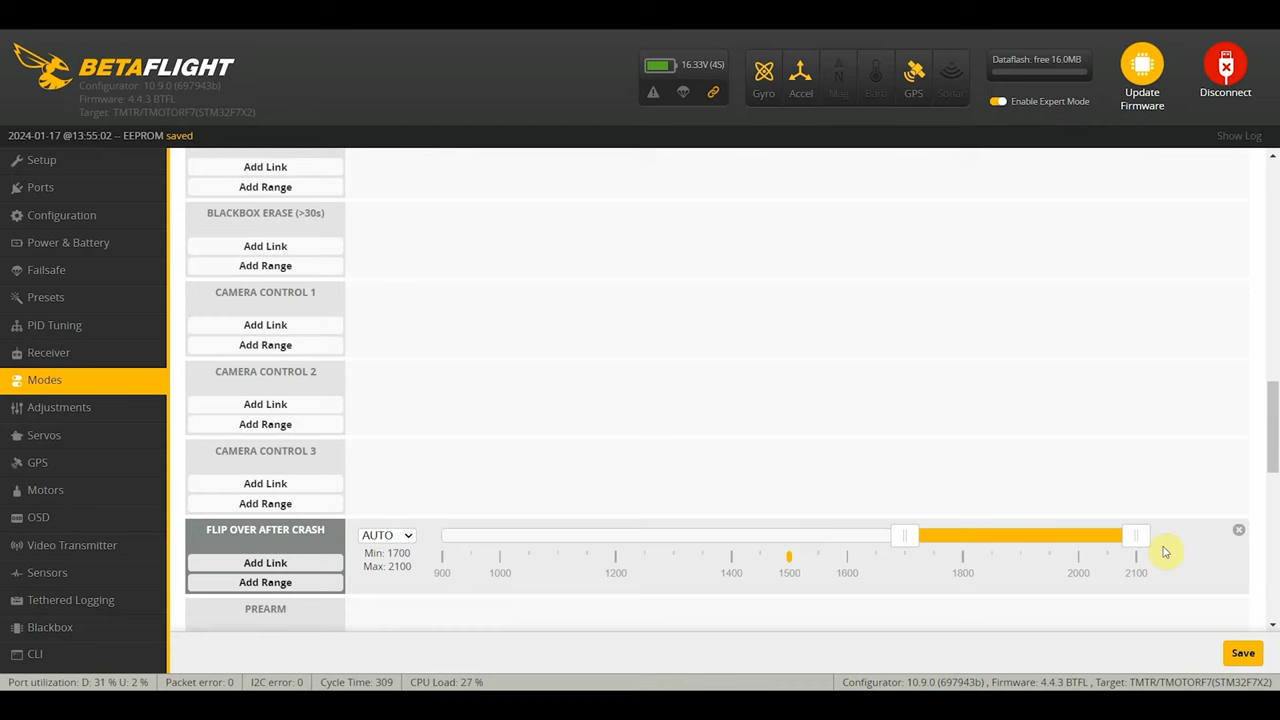 BETAFLIGHT
Configurator: 10.9.0 (697943b)
Firmware: 4.4.3 BTFL
Target: TMTR/TMOTORF7(STM32F7X2)
16.33V (4S)
Gyro
Accel
Mag
Baro
GPS
Sonar
Dataflash: free 16.0MB
Enable Expert Mode
Update
Firmware
Disconnect
2024-01-17 @13:55:02 -- EEPROM saved
Show Log
Setup
Ports
Configuration
Power & Battery
Failsafe
Presets
PID Tuning
Receiver
Modes
Adjustments
Servos
GPS
Motors
OSD
Video Transmitter
Sensors
Tethered Logging
Blackbox
CLI
Add Link
Add Range
BLACKBOX ERASE (>30s)
Add Link
Add Range
CAMERA CONTROL 1
Add Link
Add Range
CAMERA CONTROL 2
Add Link
Add Range
CAMERA CONTROL 3
Add Link
Add Range
FLIP OVER AFTER CRASH
Add Link
Add Range
AUTO
Min: 1700
Max: 2100
900 1000 1200 1400 1500 1600 1800 2000 2100
PREARM
Save
Port utilization: D: 31 % U: 2 % Packet error: 0 I2C error: 0 Cycle Time: 309 CPU Load: 27 % Configurator: 10.9.0 (697943b) , Firmware: 4.4.3 BTFL , Target: TMTR/TMOTORF7(STM32F7X2)